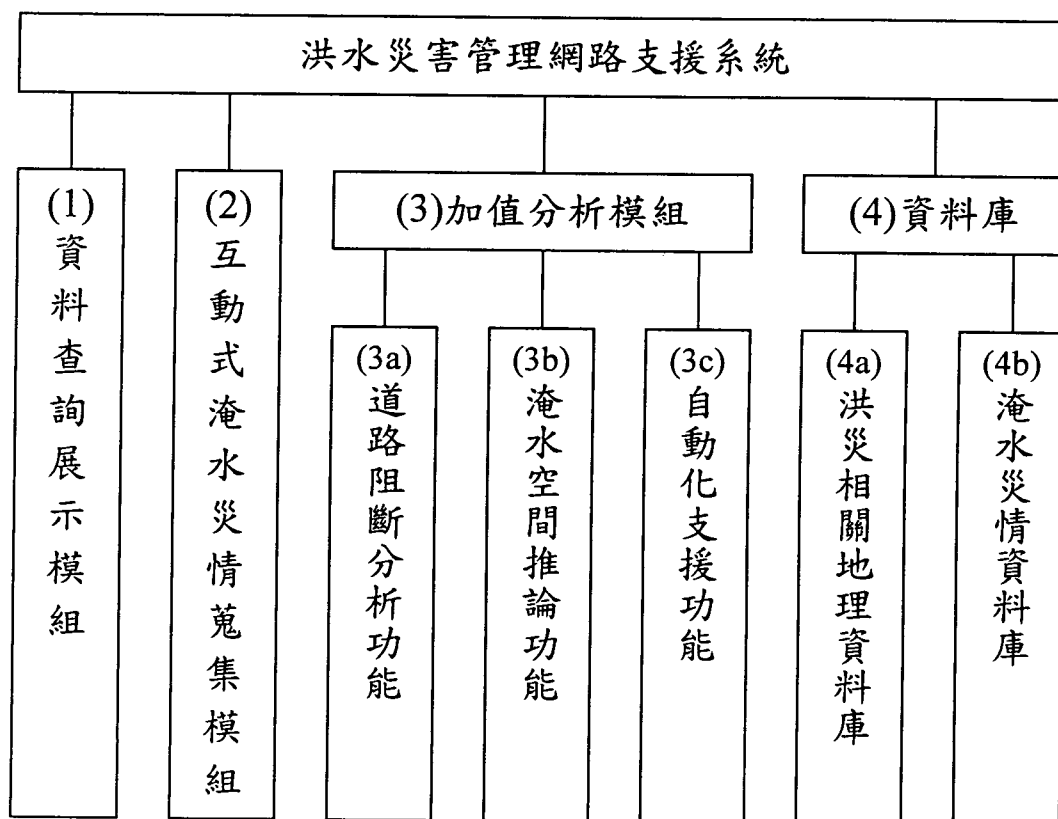 洪水災害管理網路支援系統
(1)資料查詢展示模組
(2)互動式淹水災情蒐集模組
(3)加值分析模組
(3a)道路阻斷分析功能
(3b)淹水空間推論功能
(3c)自動化支援功能
(4)資料庫
(4a)洪災相關地理資料庫
(4b)淹水災情資料庫